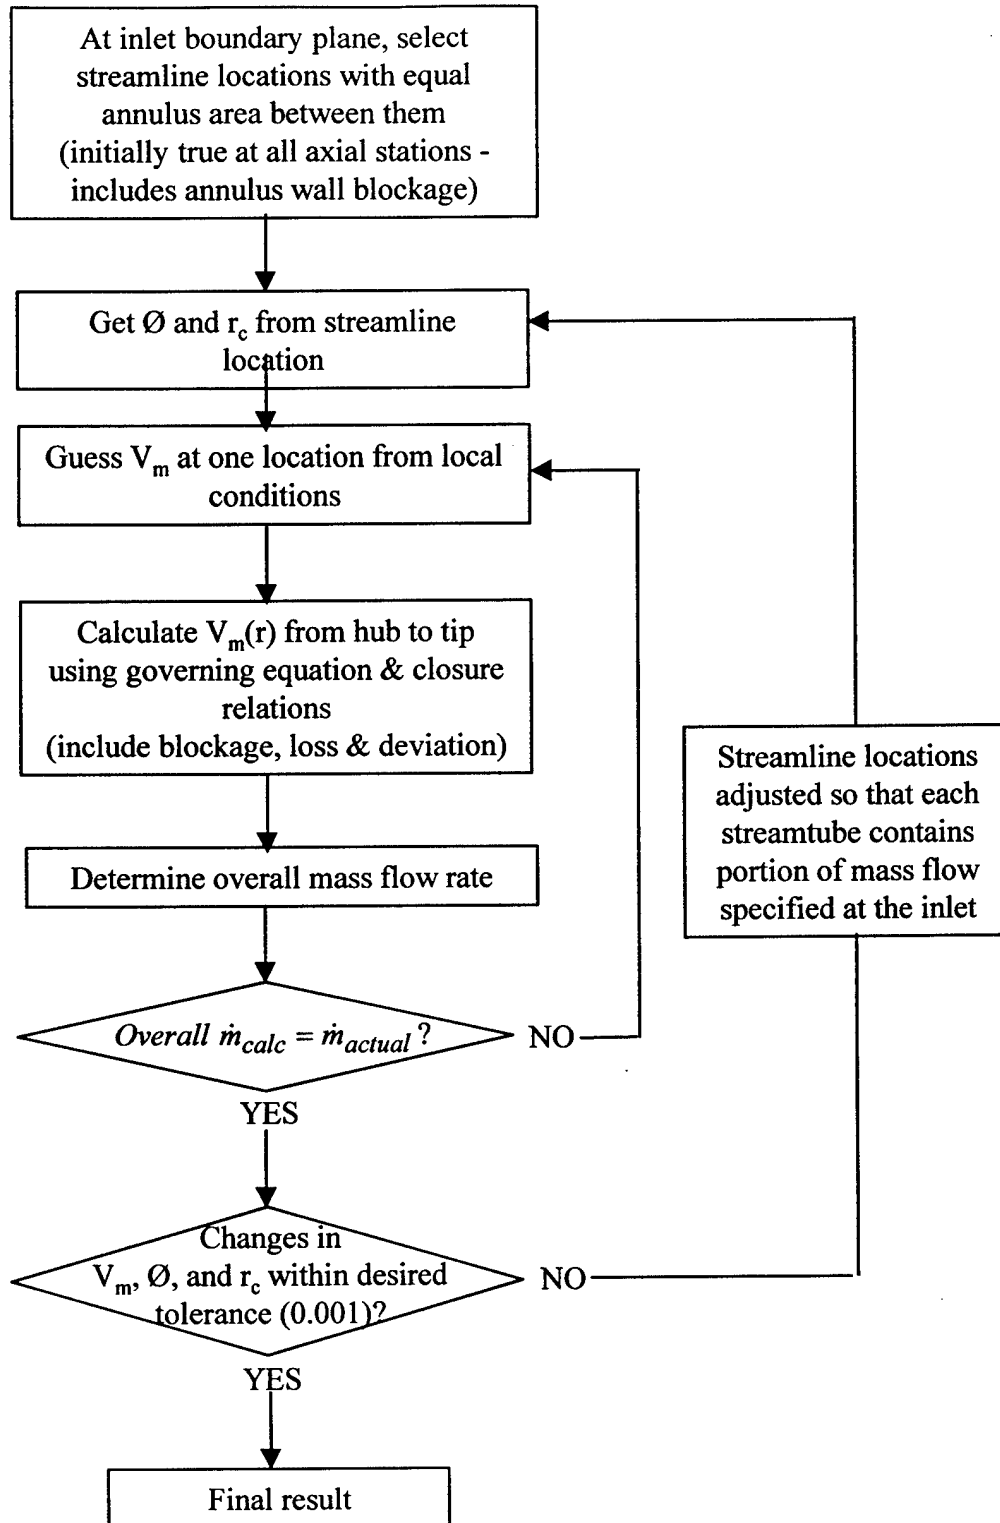 At inlet boundary plane, select
streamline locations with equal
annulus area between them
(initially true at all axial stations -
includes annulus wall blockage)
Get Ø and r_c from streamline
location
Guess V_m at one location from local
conditions
Calculate V_m(r) from hub to tip
using governing equation & closure
relations
(include blockage, loss & deviation)
Streamline locations
adjusted so that each
streamtube contains
portion of mass flow
specified at the inlet
Determine overall mass flow rate
Overall ṁ_calc = ṁ_actual ?
NO
YES
Changes in
V_m, Ø, and r_c within desired
tolerance (0.001)?
NO
YES
Final result